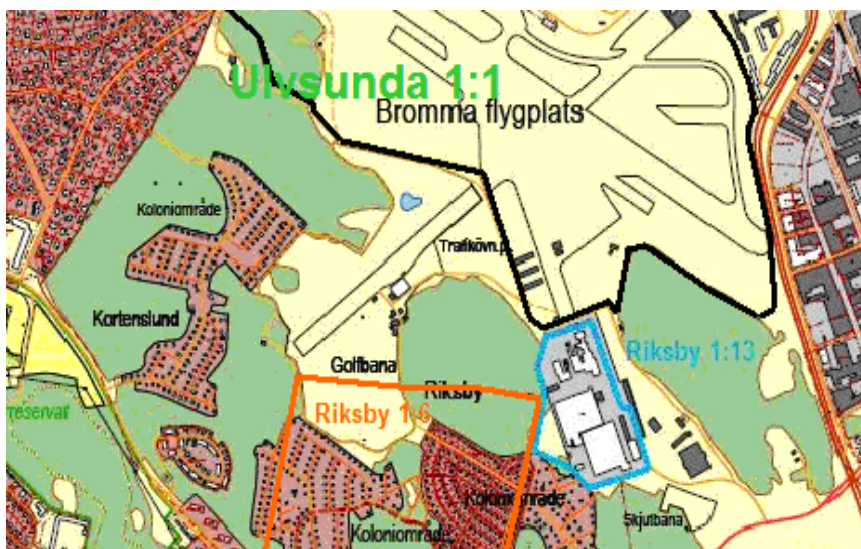 Ulvsunda 1:1
Bromma flygplats
Koloniområde
Trafikövn.pl.
Kortenslund
Riksby 1:13
Golfbana
Riksby
Riksby 1:6
Koloniområde
Skjutbana
Koloniområde